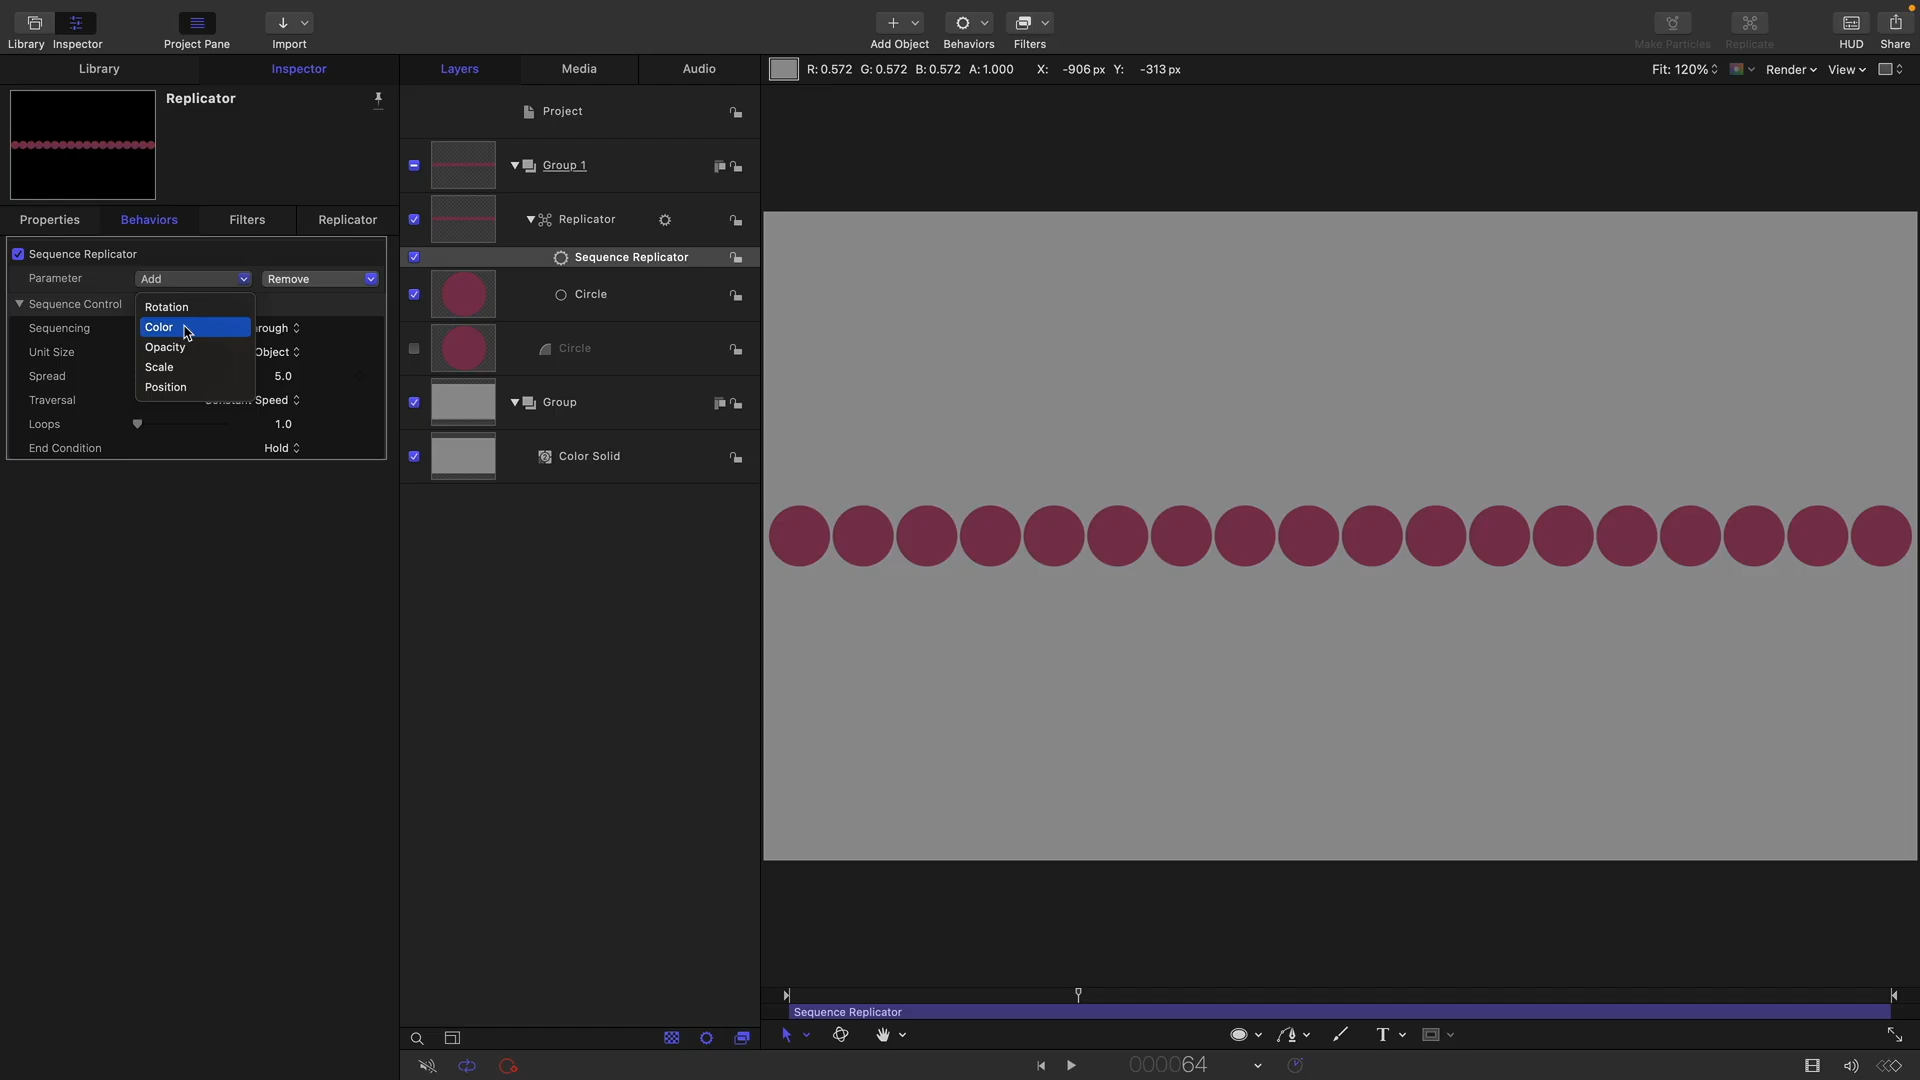 Library Inspector Project Pane Import Add Object Behaviors Filters Make Particles Replicate HUD Share
Library Inspector Layers Media Audio R: 0.572 G: 0.572 B: 0.572 A: 1.000 X: -906 px Y: -313 px Fit: 120% Render View
Replicator
Properties Behaviors Filters Replicator
Sequence Replicator
Parameter Add Remove
Sequence Control
Sequencing rough
Unit Size Object
Spread 5.0
Traversal Constant Speed
Loops 1.0
End Condition Hold
Rotation
Color
Opacity
Scale
Position
Project
Group 1
Replicator
Sequence Replicator
Circle
Circle
Group
Color Solid
Sequence Replicator
T
000064